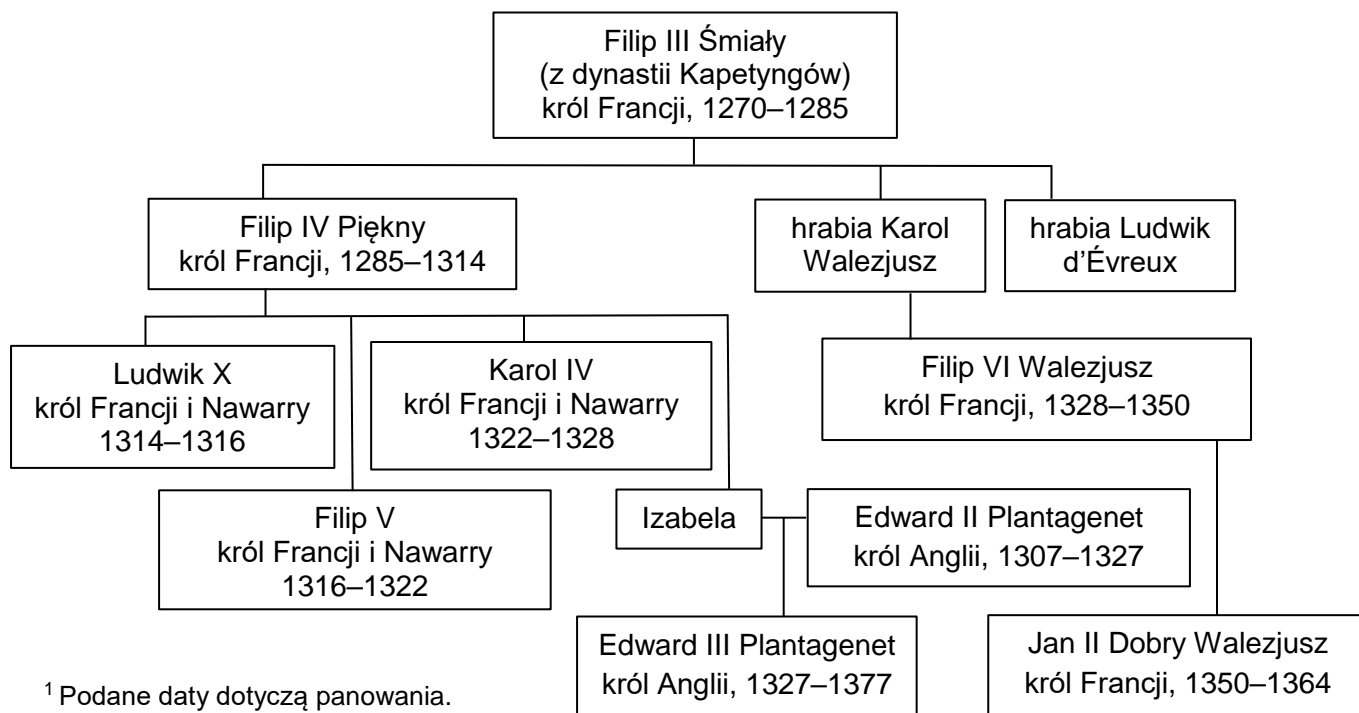 Filip III Śmiały
(z dynastii Kapetyngów)
król Francji, 1270–1285
Filip IV Piękny
król Francji, 1285–1314
hrabia Karol
Walezjusz
hrabia Ludwik
d’Évreux
Ludwik X
król Francji i Nawarry
1314–1316
Karol IV
król Francji i Nawarry
1322–1328
Filip VI Walezjusz
król Francji, 1328–1350
Filip V
król Francji i Nawarry
1316–1322
Izabela
Edward II Plantagenet
król Anglii, 1307–1327
Edward III Plantagenet
król Anglii, 1327–1377
Jan II Dobry Walezjusz
król Francji, 1350–1364
¹ Podane daty dotyczą panowania.